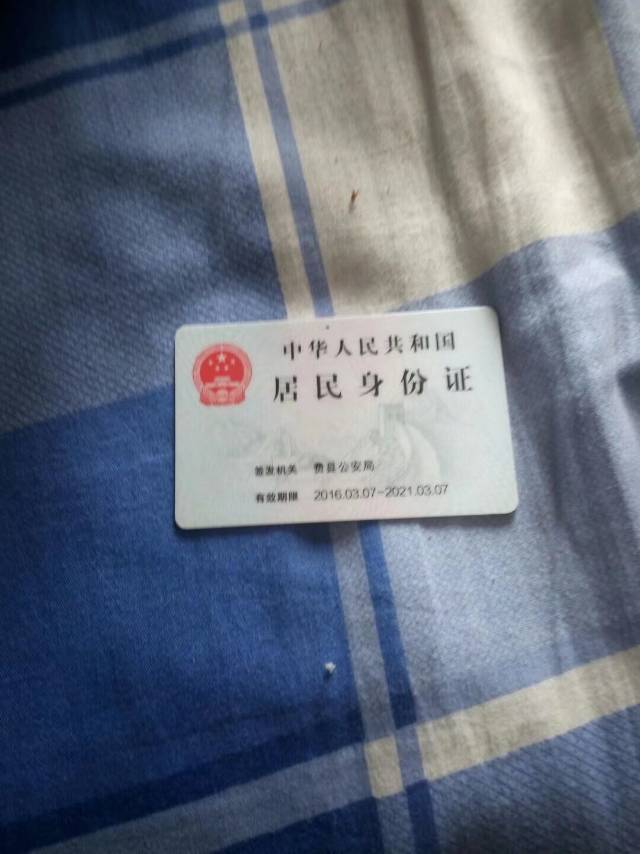 中华人民共和国
居民身份证
签发机关 费县公安局
有效期限 2016.03.07-2021.03.07